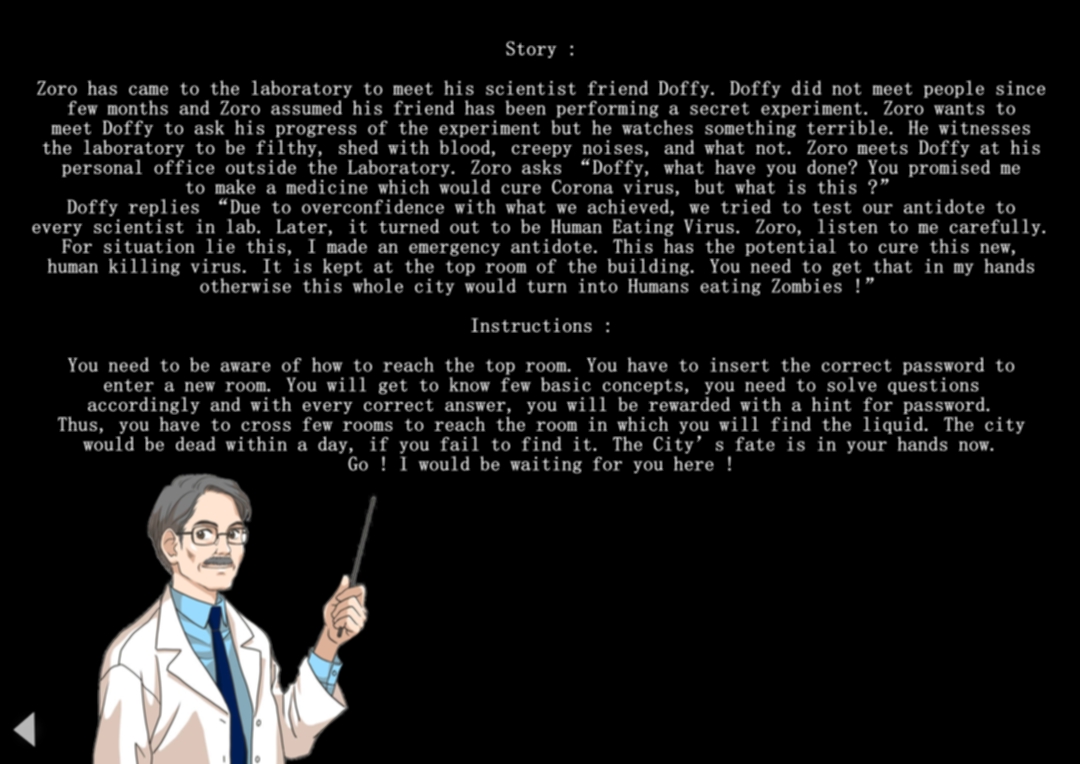 Story :
Zoro has came to the laboratory to meet his scientist friend Doffy. Doffy did not meet people since
few months and Zoro assumed his friend has been performing a secret experiment. Zoro wants to
meet Doffy to ask his progress of the experiment but he watches something terrible. He witnesses
the laboratory to be filthy, shed with blood, creepy noises, and what not. Zoro meets Doffy at his
personal office outside the Laboratory. Zoro asks “Doffy, what have you done? You promised me
to make a medicine which would cure Corona virus, but what is this ?”
Doffy replies “Due to overconfidence with what we achieved, we tried to test our antidote to
every scientist in lab. Later, it turned out to be Human Eating Virus. Zoro, listen to me carefully.
For situation lie this, I made an emergency antidote. This has the potential to cure this new,
human killing virus. It is kept at the top room of the building. You need to get that in my hands
otherwise this whole city would turn into Humans eating Zombies !”
Instructions :
You need to be aware of how to reach the top room. You have to insert the correct password to
enter a new room. You will get to know few basic concepts, you need to solve questions
accordingly and with every correct answer, you will be rewarded with a hint for password.
Thus, you have to cross few rooms to reach the room in which you will find the liquid. The city
would be dead within a day, if you fail to find it. The City’s fate is in your hands now.
Go ! I would be waiting for you here !